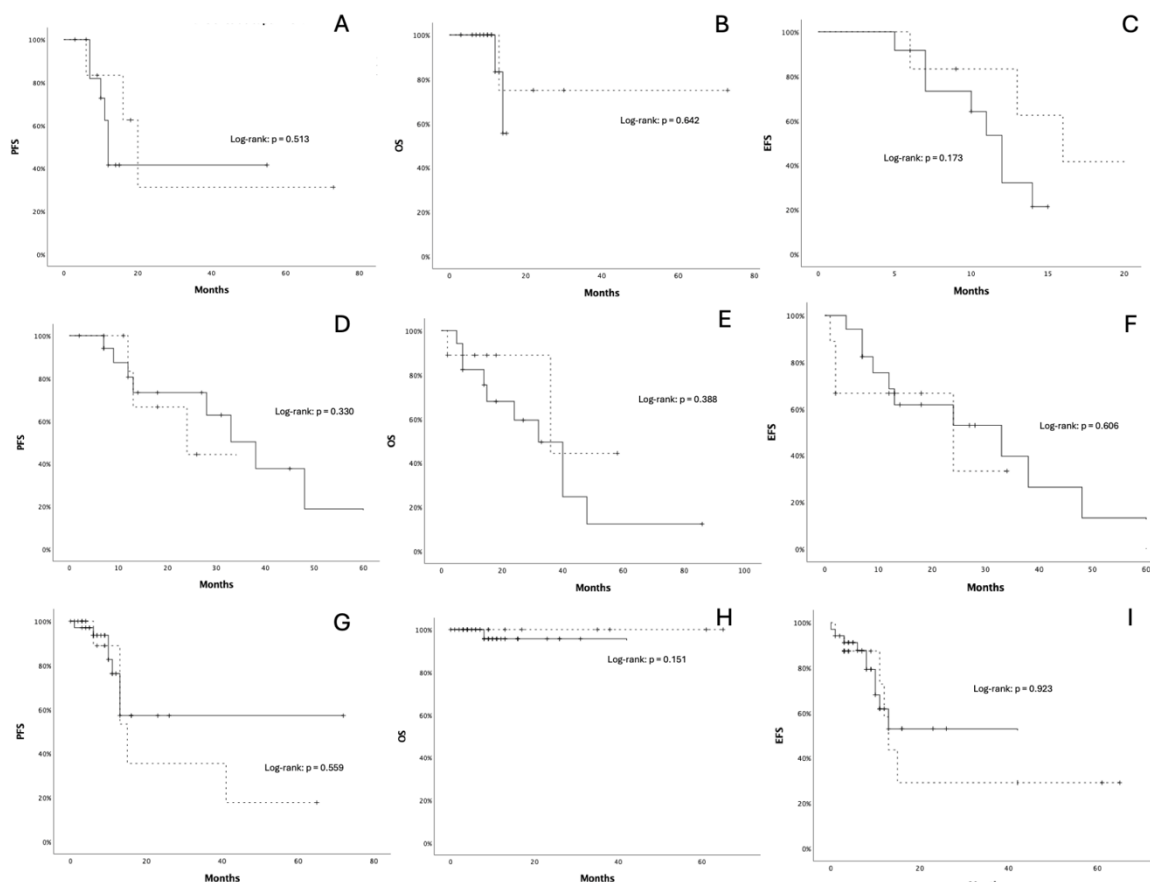 A
100%
80%
60%
40%
20%
0%
PFS
Log-rank: p = 0.513
0 20 40 60 80
Months
B
100%
80%
60%
40%
20%
0%
OS
Log-rank: p = 0.642
0 20 40 60 80
Months
C
100%
80%
60%
40%
20%
0%
EFS
Log-rank: p = 0.173
0 5 10 15 20
Months
D
100%
80%
60%
40%
20%
0%
PFS
Log-rank: p = 0.330
0 10 20 30 40 50 60
Months
E
100%
80%
60%
40%
20%
0%
OS
Log-rank: p = 0.388
0 20 40 60 80 100
Months
F
100%
80%
60%
40%
20%
0%
EFS
Log-rank: p = 0.606
0 10 20 30 40 50 60
Months
G
100%
80%
60%
40%
20%
0%
PFS
Log-rank: p = 0.559
0 20 40 60 80
Months
H
100%
80%
60%
40%
20%
0%
OS
Log-rank: p = 0.151
0 20 40 60
Months
I
100%
80%
60%
40%
20%
0%
EFS
Log-rank: p = 0.923
0 20 40 60